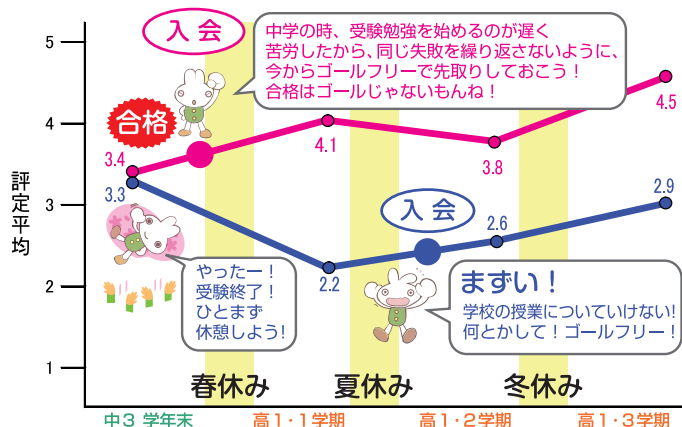 入会
中学の時、受験勉強を始めるのが遅く
苦労したから、同じ失敗を繰り返さないように、
今からゴールフリーで先取りしておこう！
合格はゴールじゃないもんね！
合格
5
4
3
2
1
評定平均
3.4
4.1
3.8
4.5
3.3
2.2
2.6
2.9
入会
やったー！
受験終了！
ひとまず
休憩しよう！
まずい！
学校の授業についていけない！
何とかして！ゴールフリー！
春休み
夏休み
冬休み
中3 学年末
高1・1学期
高1・2学期
高1・3学期